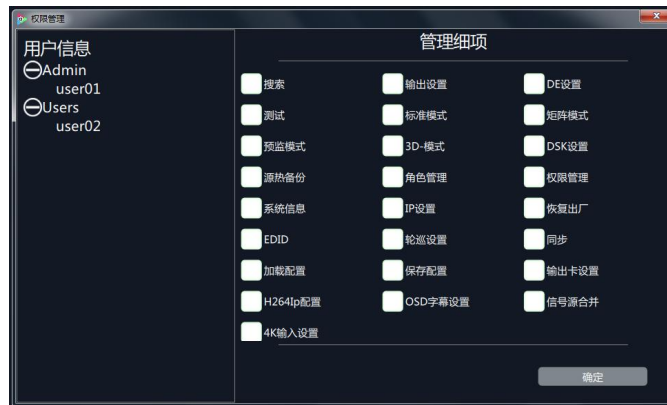 权限管理
用户信息
Admin
user01
Users
user02
管理细项
搜索 输出设置 DE设置
测试 标准模式 矩阵模式
预监模式 3D-模式 DSK设置
源热备份 角色管理 权限管理
系统信息 IP设置 恢复出厂
EDID 轮巡设置 同步
加载配置 保存配置 输出卡设置
H264Ip配置 OSD字幕设置 信号源合并
4K输入设置
确定